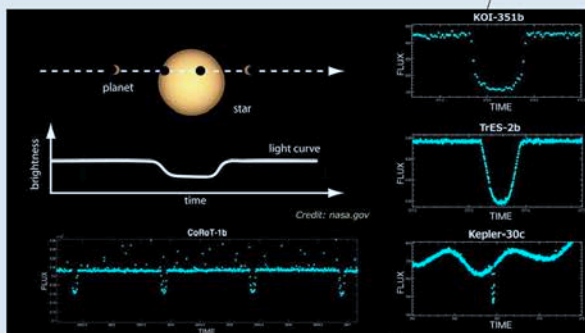 KOI-351b
FLUX
TIME
planet
star
TrES-2b
FLUX
TIME
brightness
light curve
time
Credit: nasa.gov
CoRoT-1b
FLUX
TIME
Kepler-30c
FLUX
TIME